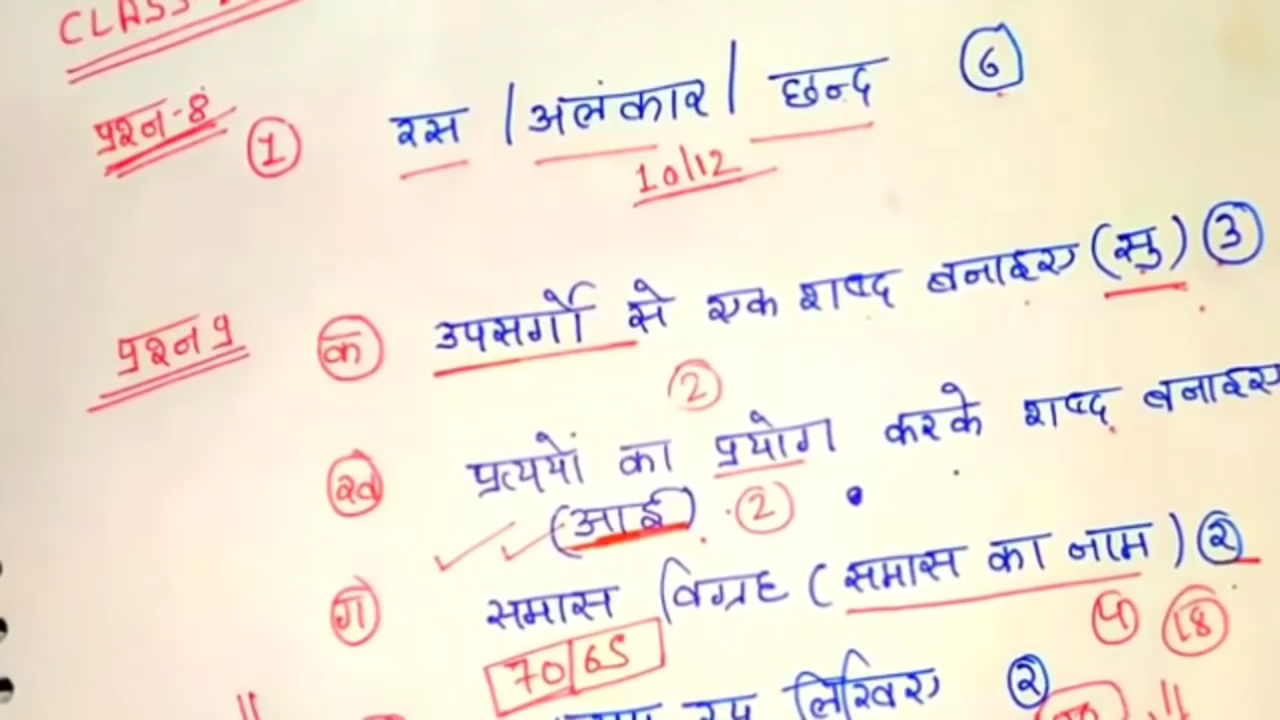 CLASS
प्रश्न-8 ① रस / अलंकार / छन्द ⑥
10/12
प्रश्न 9 क उपसर्गों से एक शब्द बनाइए (सु) ③
②
ख प्रत्ययों का प्रयोग करके शब्द बनाइए
(आई) ②
ग समास विग्रह (समास का नाम) ②
70/65 ⑱
रूप लिखिए ②